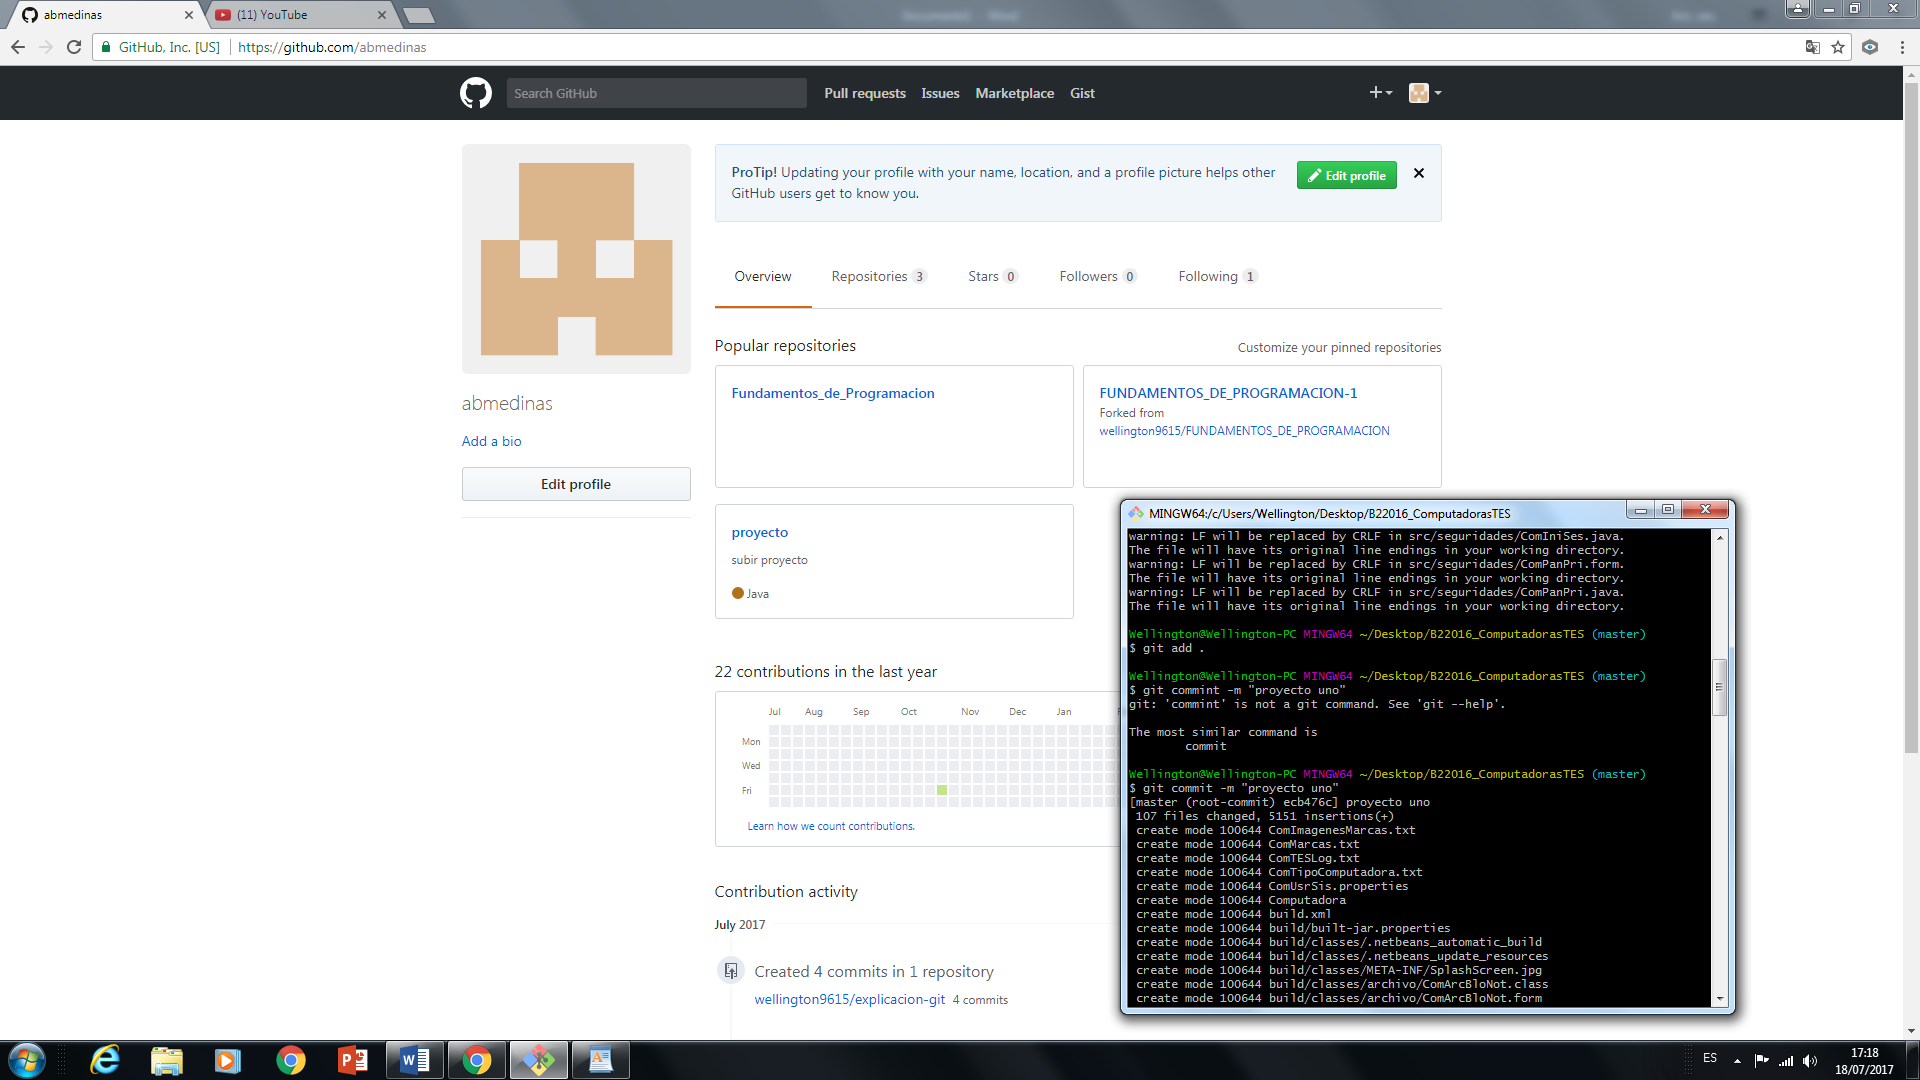 abmedinas
(11) YouTube
GitHub, Inc. [US]
https://github.com/abmedinas
Search GitHub
Pull requests
Issues
Marketplace
Gist
ProTip! Updating your profile with your name, location, and a profile picture helps other
GitHub users get to know you.
Edit profile
Overview
Repositories 3
Stars 0
Followers 0
Following 1
Popular repositories
Customize your pinned repositories
Fundamentos_de_Programacion
FUNDAMENTOS_DE_PROGRAMACION-1
Forked from
wellington9615/FUNDAMENTOS_DE_PROGRAMACION
abmedinas
Add a bio
Edit profile
proyecto
subir proyecto
Java
22 contributions in the last year
Jul Aug Sep Oct Nov Dec Jan
Mon
Wed
Fri
Learn how we count contributions.
Contribution activity
July 2017
Created 4 commits in 1 repository
wellington9615/explicacion-git 4 commits
MINGW64:/c/Users/Wellington/Desktop/B22016_ComputadorasTES
warning: LF will be replaced by CRLF in src/seguridades/ComIniSes.java.
The file will have its original line endings in your working directory.
warning: LF will be replaced by CRLF in src/seguridades/ComPanPri.form.
The file will have its original line endings in your working directory.
warning: LF will be replaced by CRLF in src/seguridades/ComPanPri.java.
The file will have its original line endings in your working directory.
Wellington@Wellington-PC MINGW64 ~/Desktop/B22016_ComputadorasTES (master)
$ git add .
Wellington@Wellington-PC MINGW64 ~/Desktop/B22016_ComputadorasTES (master)
$ git commint -m "proyecto uno"
git: 'commint' is not a git command. See 'git --help'.
The most similar command is
commit
Wellington@Wellington-PC MINGW64 ~/Desktop/B22016_ComputadorasTES (master)
$ git commit -m "proyecto uno"
[master (root-commit) ecb476c] proyecto uno
107 files changed, 5151 insertions(+)
create mode 100644 ComImagenesMarcas.txt
create mode 100644 ComMarcas.txt
create mode 100644 ComTESLog.txt
create mode 100644 ComTipoComputadora.txt
create mode 100644 ComUsrSis.properties
create mode 100644 Computadora
create mode 100644 build.xml
create mode 100644 build/built-jar.properties
create mode 100644 build/classes/.netbeans_automatic_build
create mode 100644 build/classes/.netbeans_update_resources
create mode 100644 build/classes/META-INF/SplashScreen.jpg
create mode 100644 build/classes/archivo/ComArcBloNot.class
create mode 100644 build/classes/archivo/ComArcBloNot.form
ES
17:18
18/07/2017